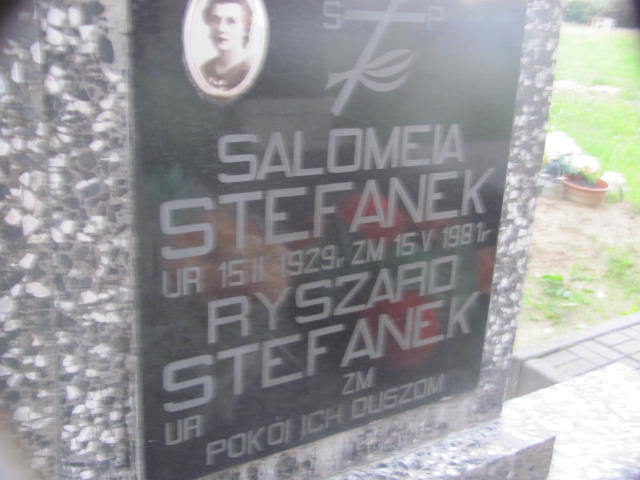 S P
SALOMEIA
STEFANEK
UR 15 II 1929r. ZM 15 V 1981r
RYSZARD
STEFANEK
UR ZM
POKÓJ ICH DUSZOM